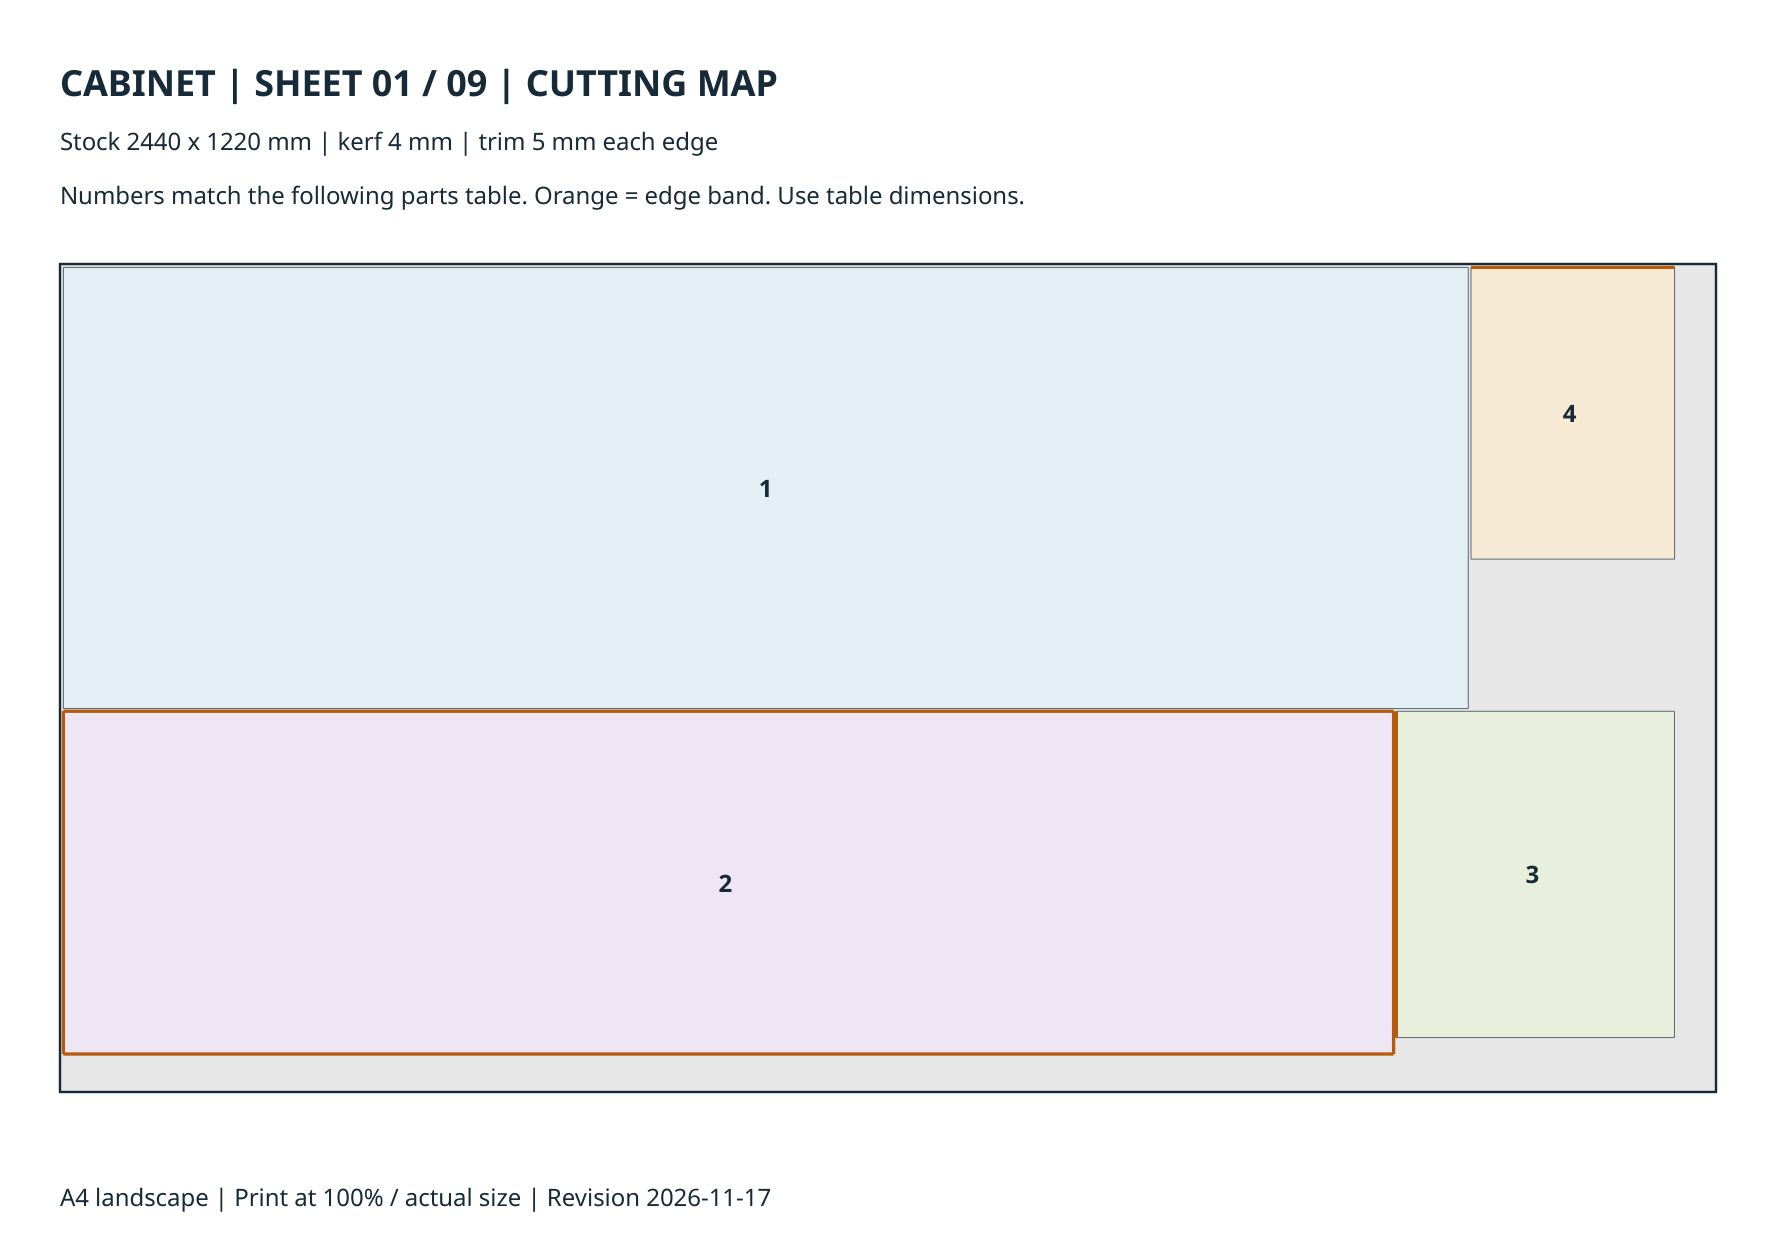 CABINET | SHEET 01 / 09 | CUTTING MAP
Stock 2440 x 1220 mm | kerf 4 mm | trim 5 mm each edge
Numbers match the following parts table. Orange = edge band. Use table dimensions.
4
1
3
2
A4 landscape | Print at 100% / actual size | Revision 2026-11-17